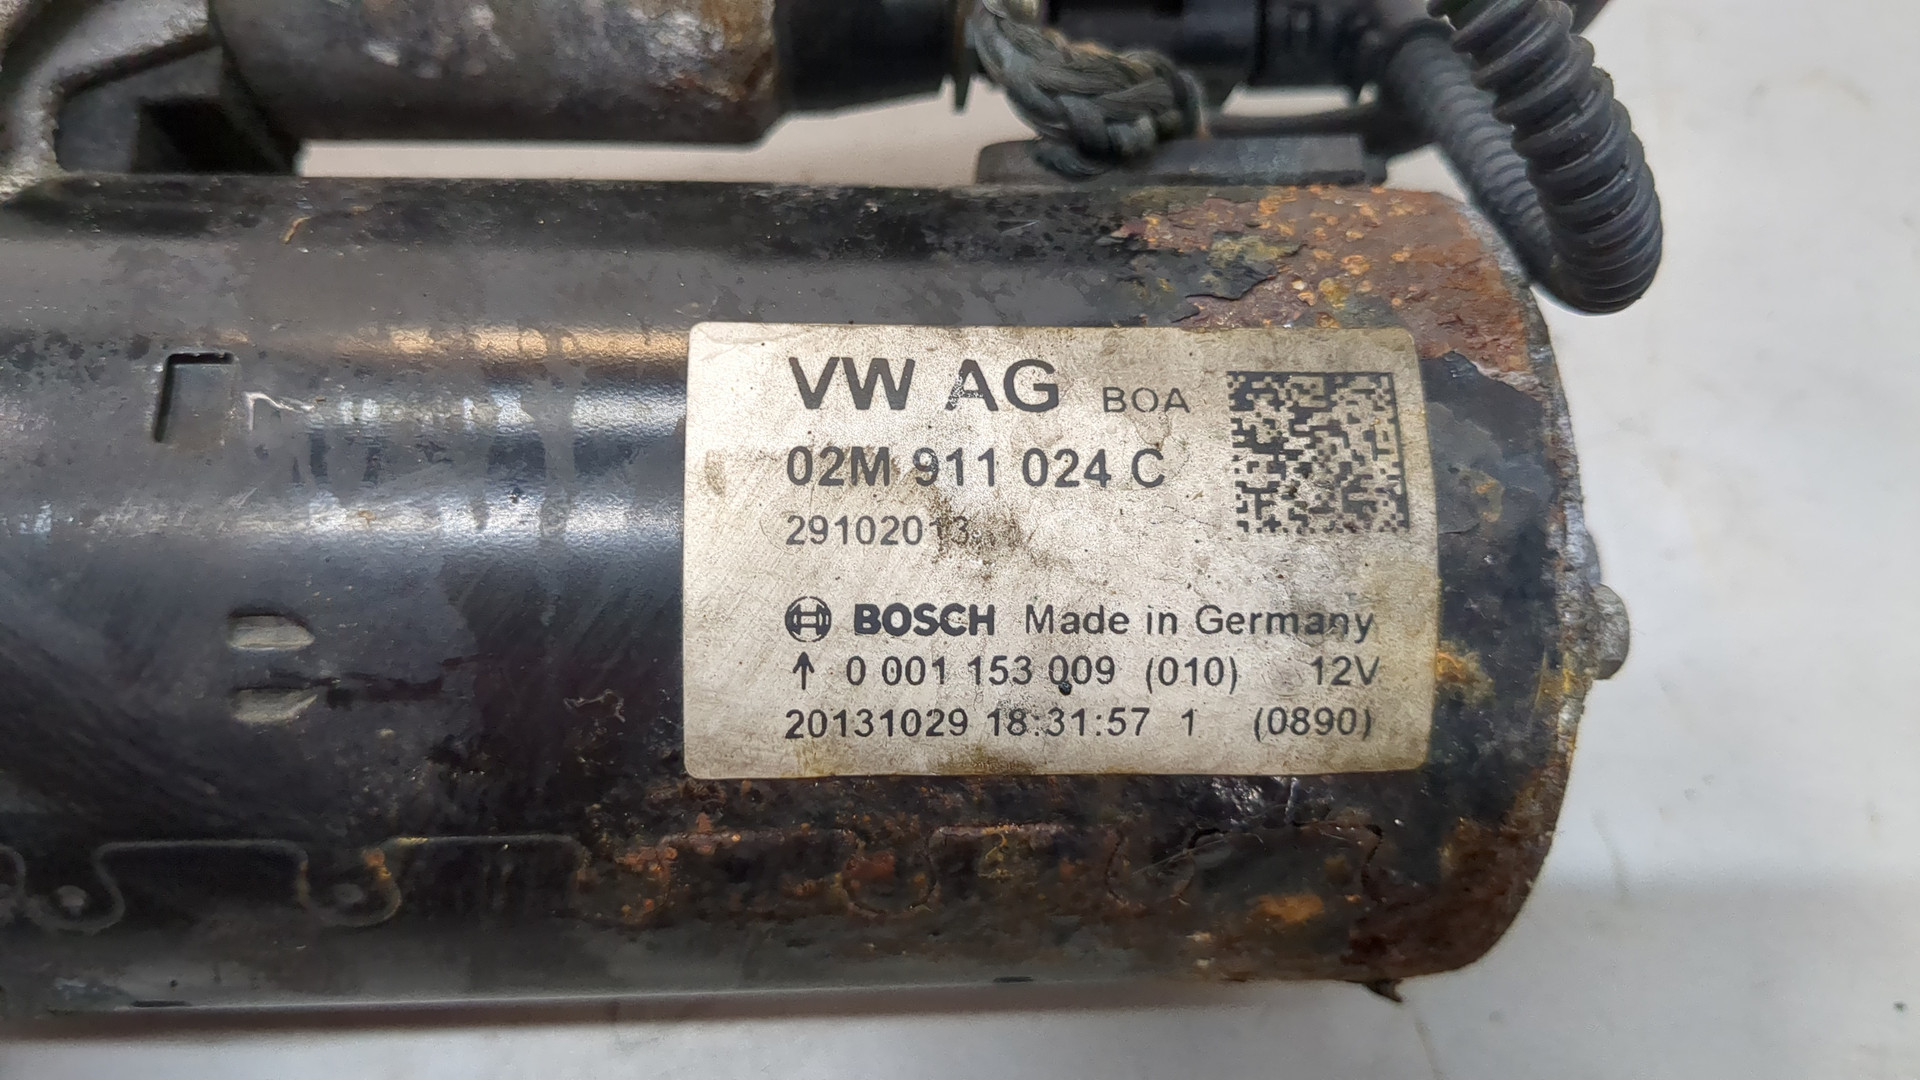 VW AG BOA
02M 911 024 C
29102013
BOSCH Made in Germany
↑ 0 001 153 009 (010) 12V
20131029 18:31:57 1 (0890)